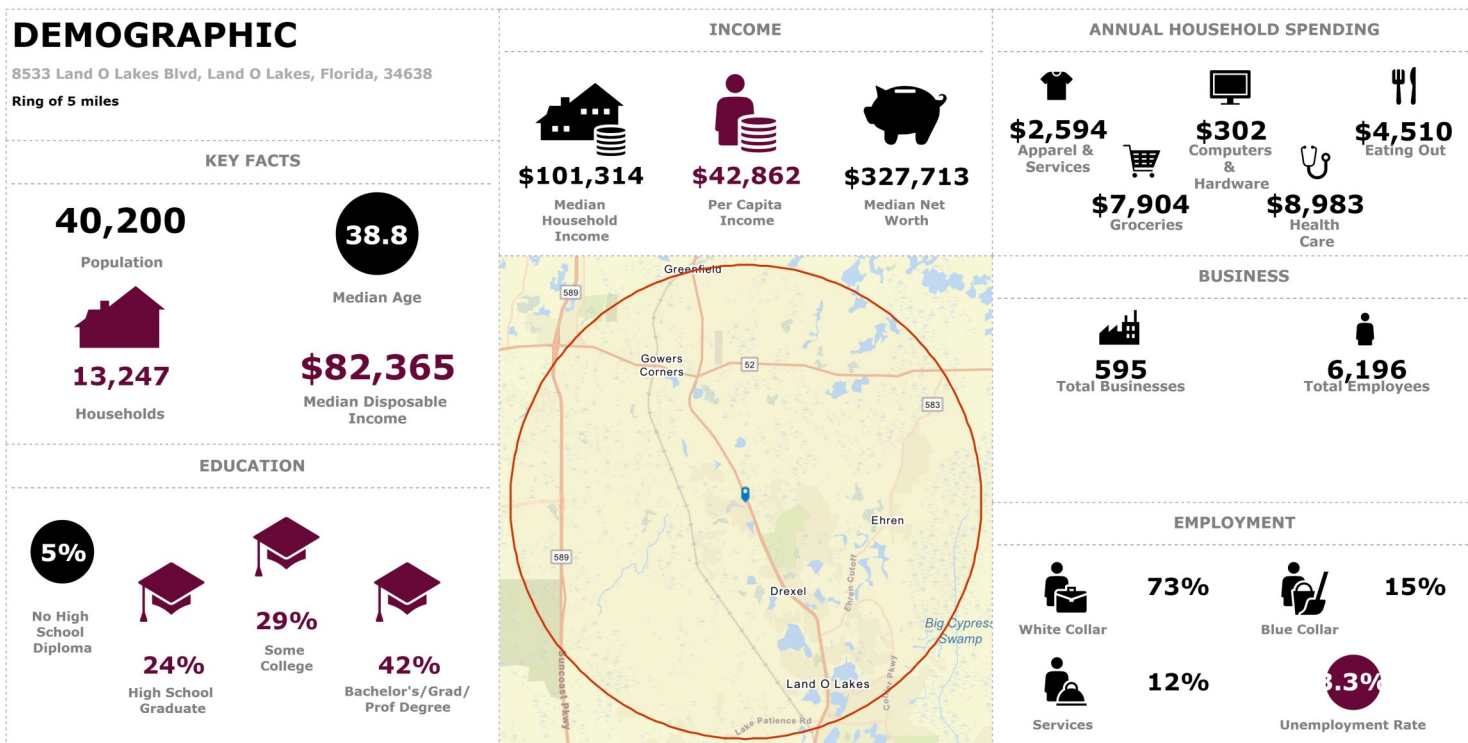 DEMOGRAPHIC
8533 Land O Lakes Blvd, Land O Lakes, Florida, 34638
Ring of 5 miles
KEY FACTS
40,200
Population
38.8
Median Age
13,247
Households
$82,365
Median Disposable
Income
EDUCATION
5%
No High
School
Diploma
24%
High School
Graduate
29%
Some
College
42%
Bachelor's/Grad/
Prof Degree
INCOME
$101,314
Median
Household
Income
$42,862
Per Capita
Income
$327,713
Median Net
Worth
Greenfield
589
Gowers
Corners
52
583
Ehren
589
Drexel
Ehren Cutoff
Big Cypress
Swamp
Suncoast Pkwy
Land O Lakes
Collier Pkwy
Lake Patience Rd
ANNUAL HOUSEHOLD SPENDING
$2,594
Apparel &
Services
$302
Computers
&
Hardware
$4,510
Eating Out
$7,904
Groceries
$8,983
Health
Care
BUSINESS
595
Total Businesses
6,196
Total Employees
EMPLOYMENT
73%
White Collar
15%
Blue Collar
12%
Services
3.3%
Unemployment Rate